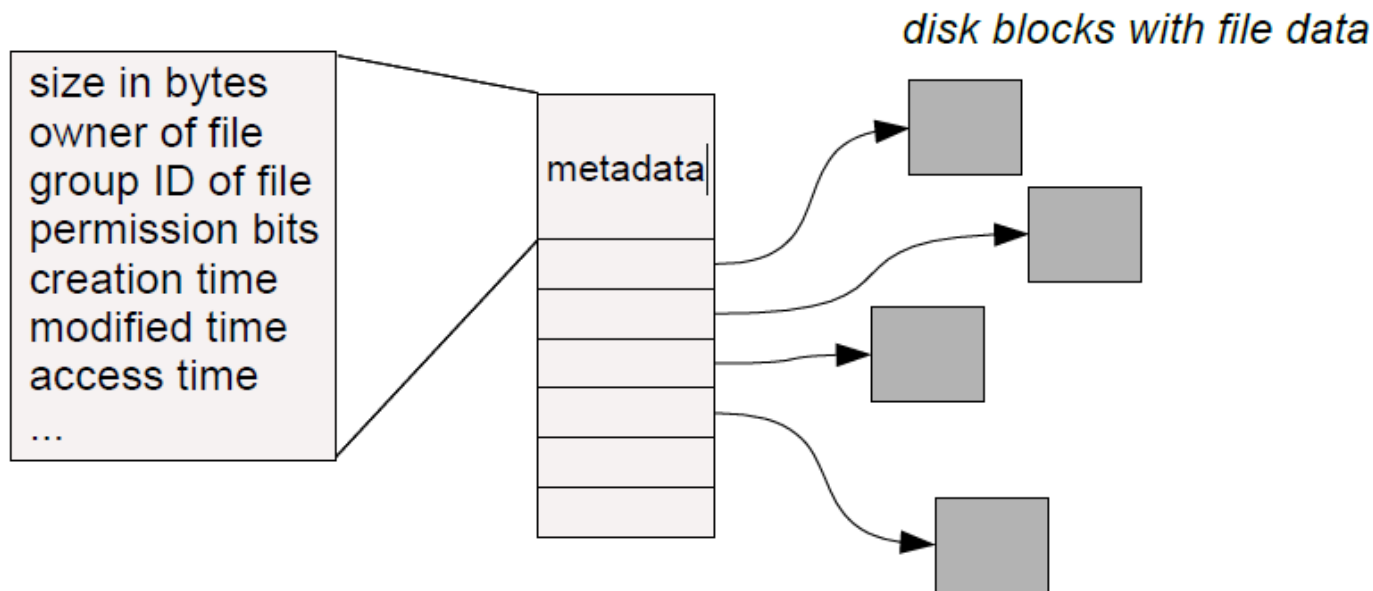 disk blocks with file data
size in bytes
owner of file
group ID of file
permission bits
creation time
modified time
access time
...
metadata